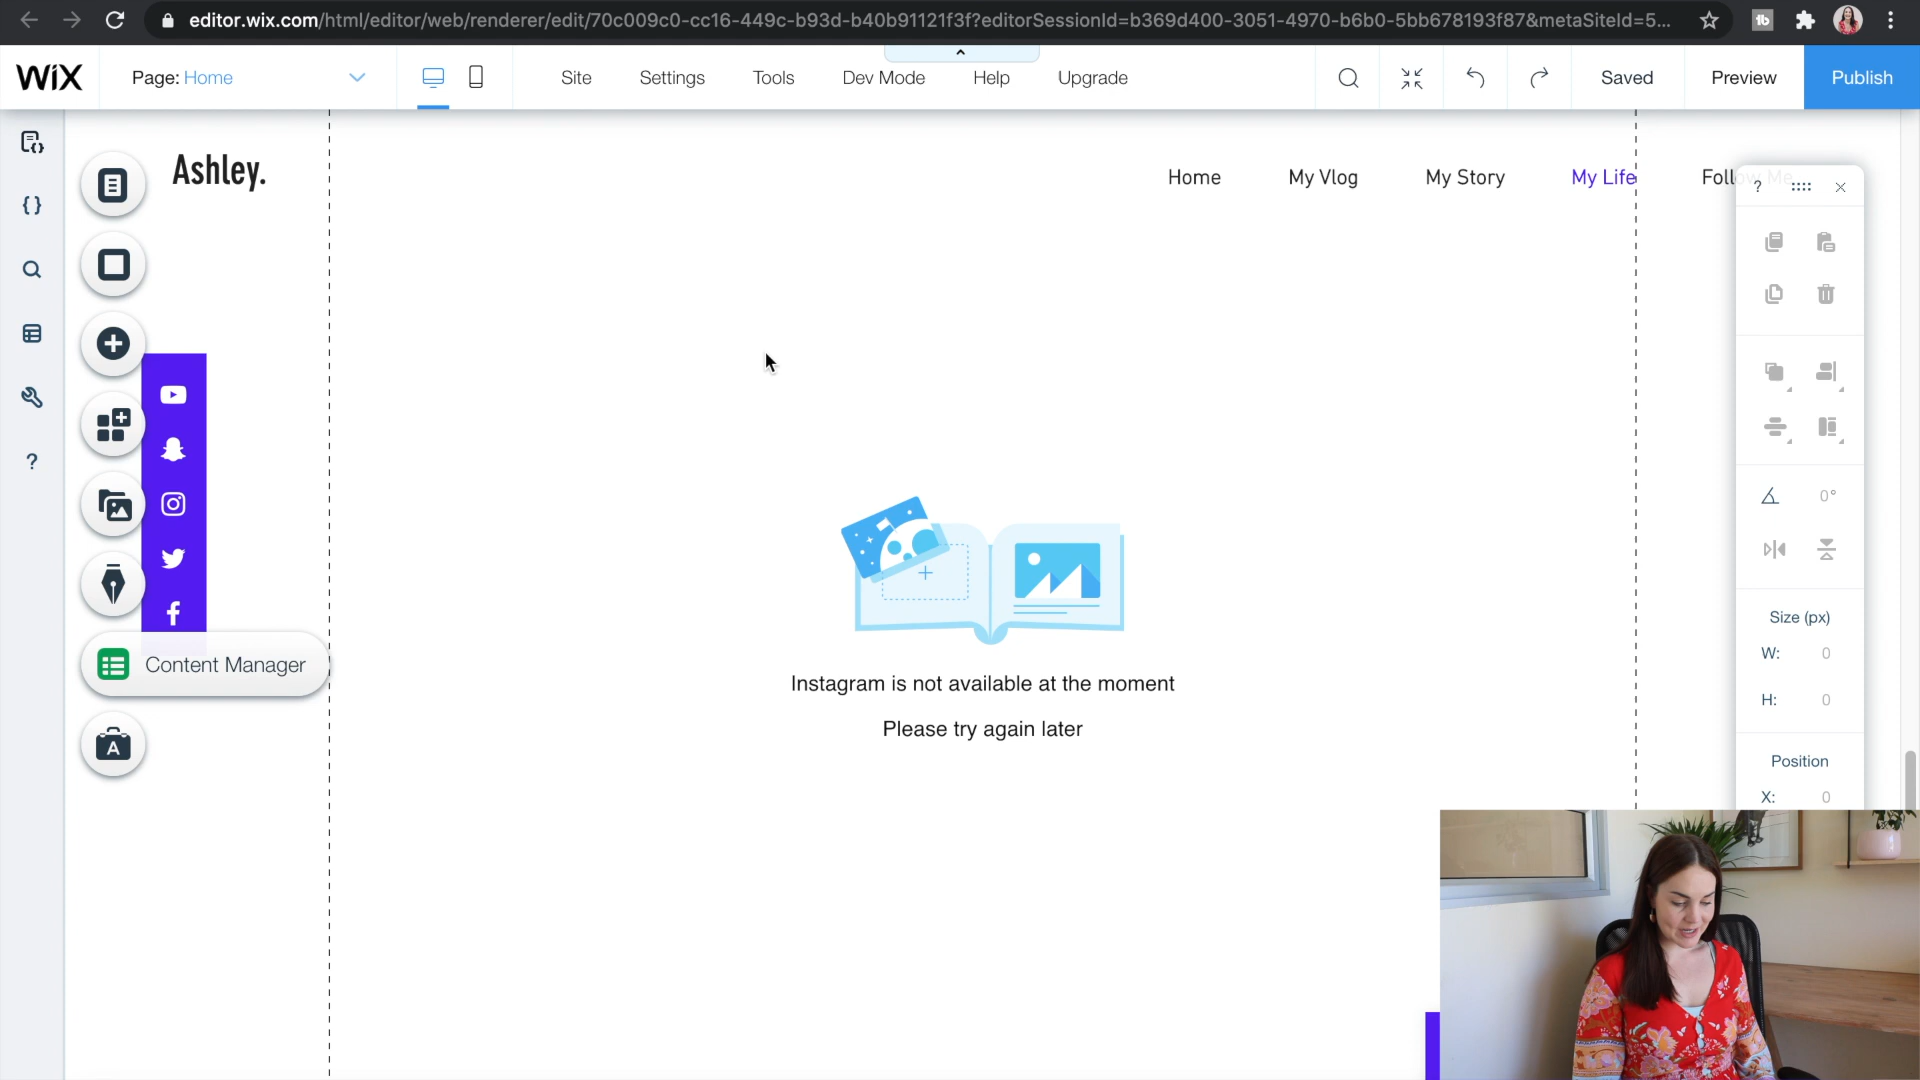 editor.wix.com/html/editor/web/renderer/edit/70c009c0-cc16-449c-b93d-b40b91121f3f?editorSessionId=b369d400-3051-4970-b6b0-5bb678193f87&metaSiteId=5...
WiX Page: Home Site Settings Tools Dev Mode Help Upgrade Saved Preview Publish
Ashley.
Home My Vlog My Story My Life Follow Me
0°
Size (px)
W: 0
Content Manager
Instagram is not available at the moment
H: 0
Please try again later
A
Position
X: 0